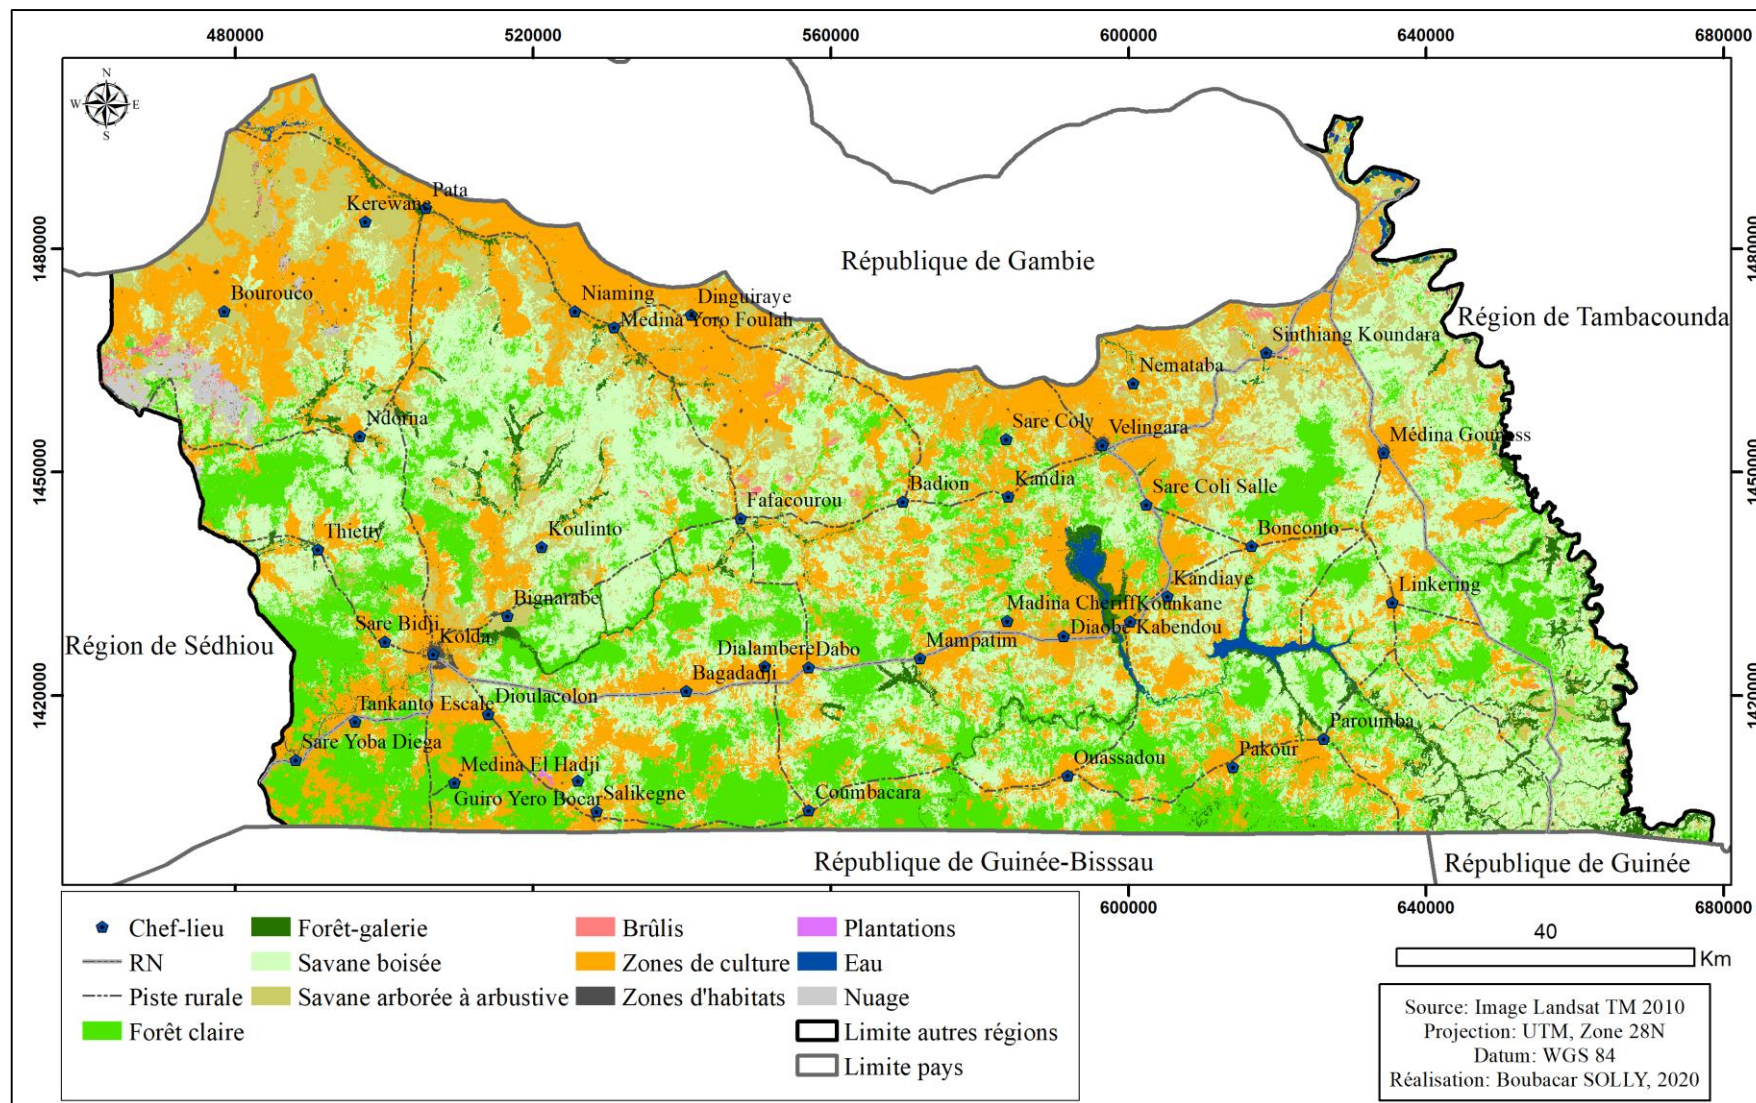 480000
520000
560000
600000
640000
680000
N
W
E
S
1480000
1480000
Pata
Kerewane
République de Gambie
Bourouco
Niaming
Dinguiraye
Medina Yoro Foulah
Région de Tambacounda
Sinthiang Koundara
Nemataba
Ndorna
Sare Coly
Velingara
Médina Gounass
1450000
1450000
Badion
Kandia
Sare Coli Salle
Fafacourou
Thietty
Koulinto
Bonconto
Kandiaye
Linkering
Bignarabe
Madina Cheriff
Kounkane
Sare Bidji
Kolda
Diaobe Kabendou
Région de Sédhiou
Dialambere
Dabo
Mampatim
Bagadadji
1420000
1420000
Tankanto Escale
Dioulacolon
Paroumba
Sare Yoba Diega
Pakour
Ouassadou
Medina El Hadji
Guiro Yero Bocar
Salikegne
Coumbacara
République de Guinée-Bisssau
République de Guinée
600000
640000
680000
Chef-lieu
Forêt-galerie
Brûlis
Plantations
RN
Savane boisée
Zones de culture
Eau
Piste rurale
Savane arborée à arbustive
Zones d'habitats
Nuage
Forêt claire
Limite autres régions
Limite pays
40
Km
Source: Image Landsat TM 2010
Projection: UTM, Zone 28N
Datum: WGS 84
Réalisation: Boubacar SOLLY, 2020